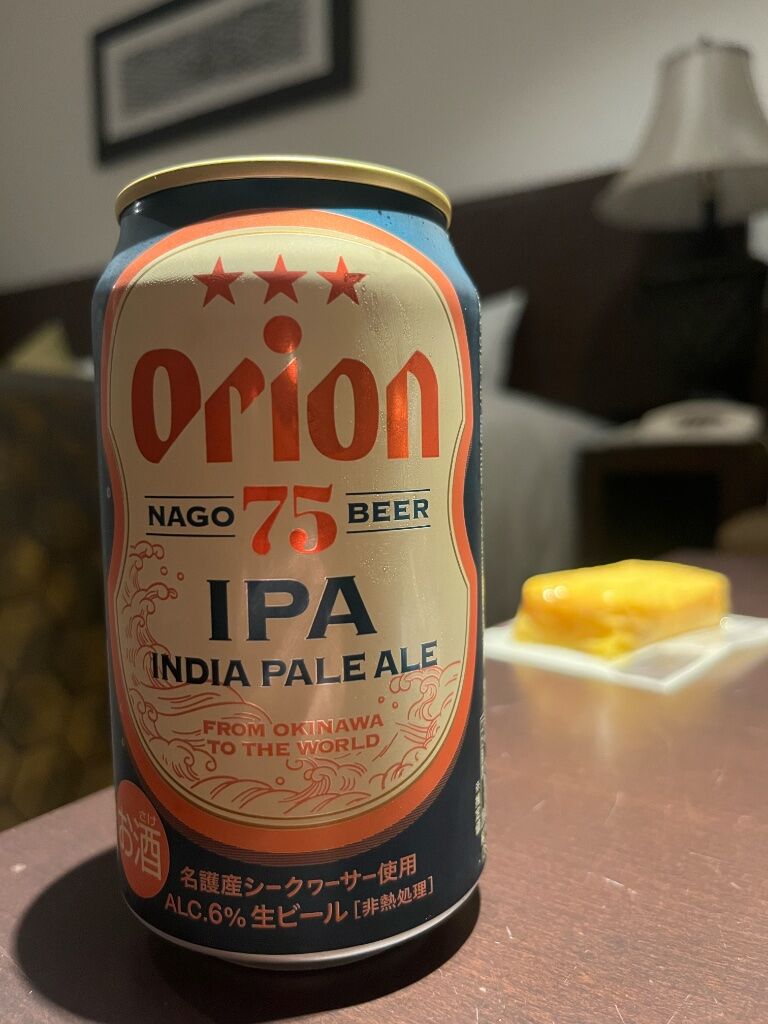 Orion
NAGO 75 BEER
IPA
INDIA PALE ALE
FROM OKINAWA
TO THE WORLD
さけ
お酒
名護産シークヮーサー使用
ALC.6% 生ビール [非熱処理]